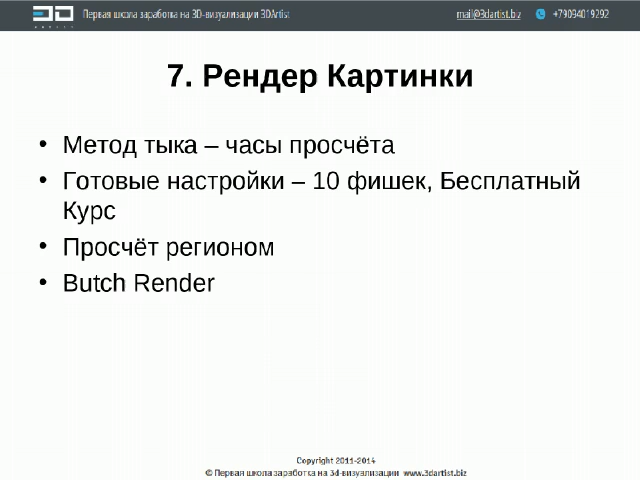 Первая школа заработка на 3D-визуализации 3DArtist mail@3dartist.biz +79094019292
7. Рендер Картинки
• Метод тыка – часы просчёта
• Готовые настройки – 10 фишек, Бесплатный
Курс
• Просчёт регионом
• Butch Render
Copyright 2011-2014
© Первая школа заработка на 3d-визуализации www.3dartist.biz